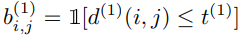 b_{i,j}^{(1)} = 𝟙[d^{(1)}(i, j) ≤ t^{(1)}]